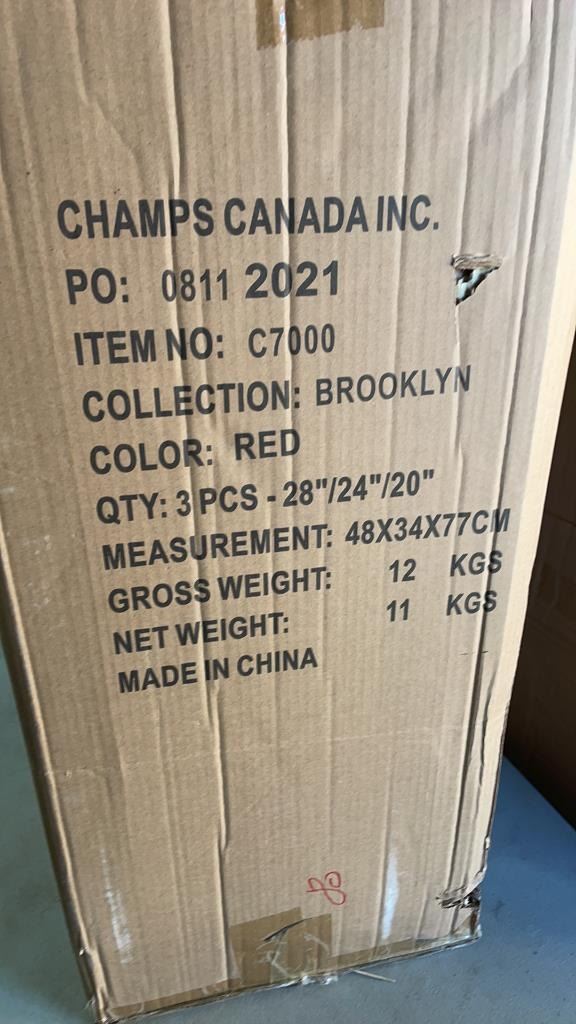 CHAMPS CANADA INC.
PO: 0811 2021
ITEM NO: C7000
COLLECTION: BROOKLYN
COLOR: RED
QTY: 3 PCS - 28"/24"/20"
MEASUREMENT: 48X34X77CM
GROSS WEIGHT: 12 KGS
NET WEIGHT: 11 KGS
MADE IN CHINA